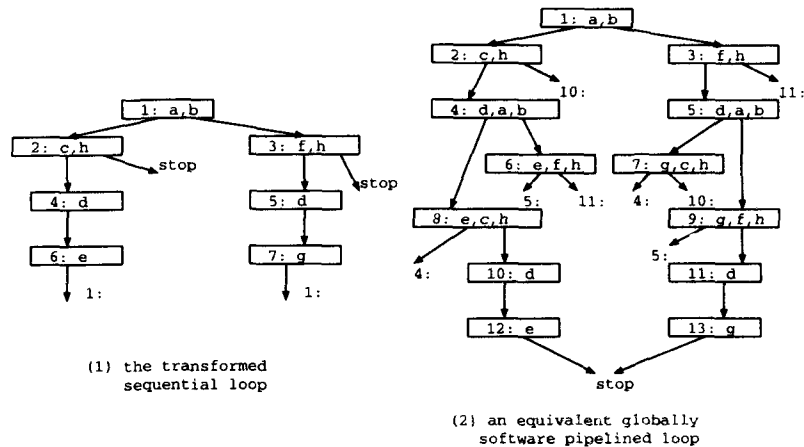 1: a,b
2: c,h
3: f,h
stop
stop
4: d
5: d
6: e
7: g
1:
1:
(1) the transformed
sequential loop
1: a,b
2: c,h
3: f,h
10:
11:
4: d,a,b
5: d,a,b
6: e,f,h
7: g,c,h
5:
11:
4:
10:
8: e,c,h
9: g,f,h
4:
5:
10: d
11: d
12: e
13: g
stop
(2) an equivalent globally
software pipelined loop